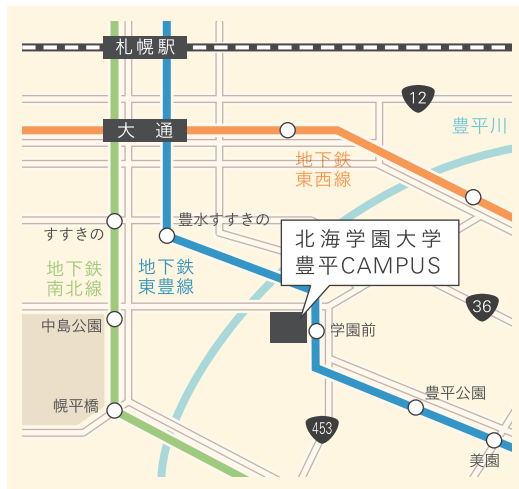 札幌駅
12
大通
豊平川
地下鉄
東西線
豊水すすきの
すすきの
北海学園大学
豊平CAMPUS
地下鉄
南北線
地下鉄
東豊線
36
中島公園
学園前
豊平公園
幌平橋
453
美園